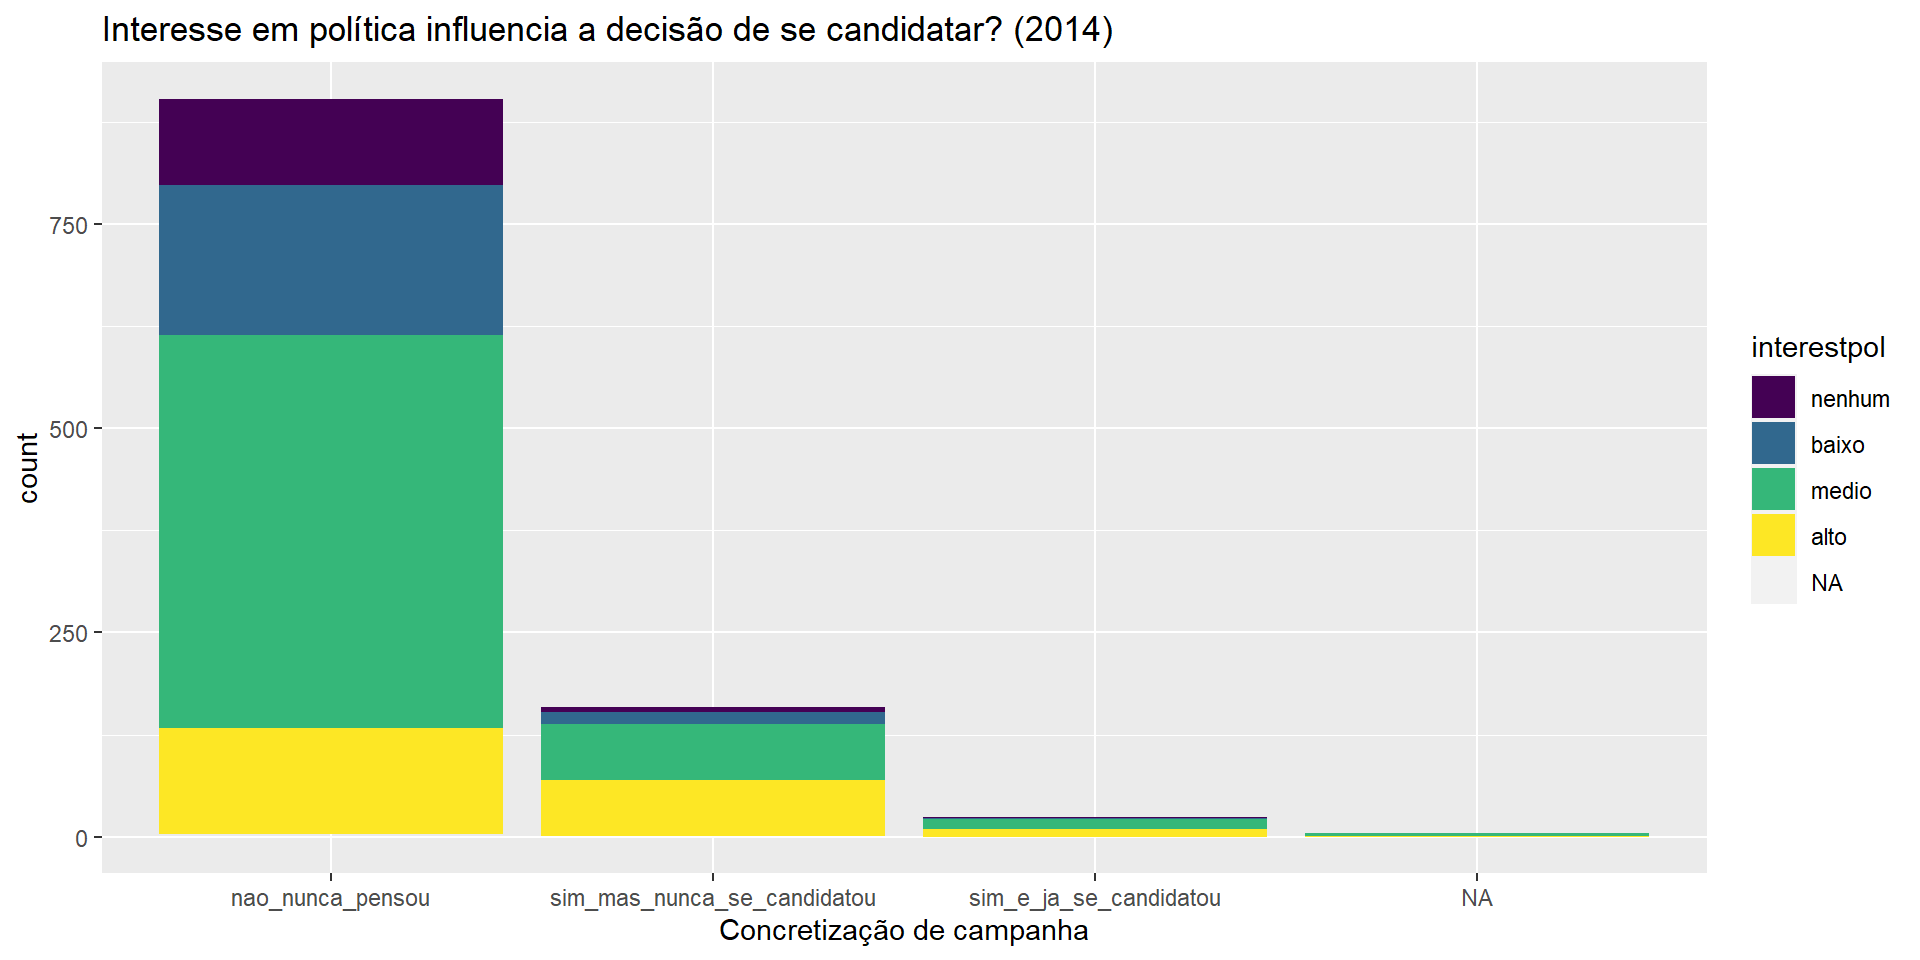 Interesse em política influencia a decisão de se candidatar? (2014)
count
750
500
250
0
nao_nunca_pensou
sim_mas_nunca_se_candidatou
sim_e_ja_se_candidatou
NA
Concretização de campanha
interestpol
nenhum
baixo
medio
alto
NA